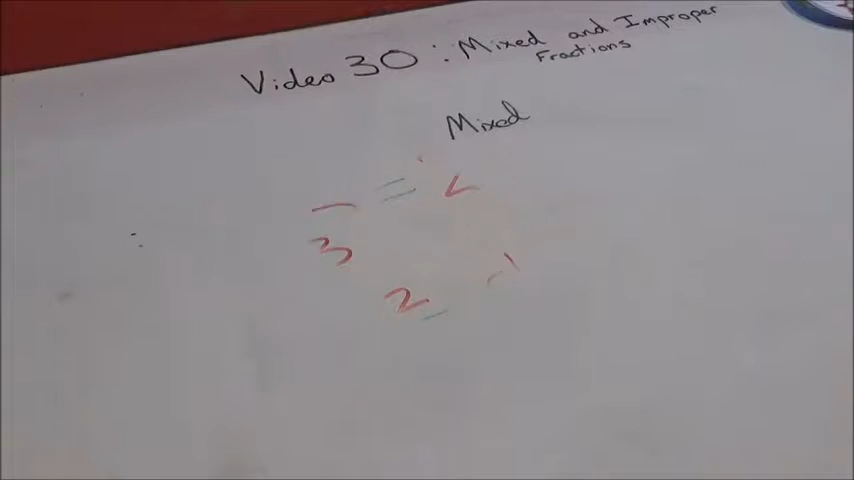 Video 30 : Mixed and Improper
Fractions
Mixed
=
3
2